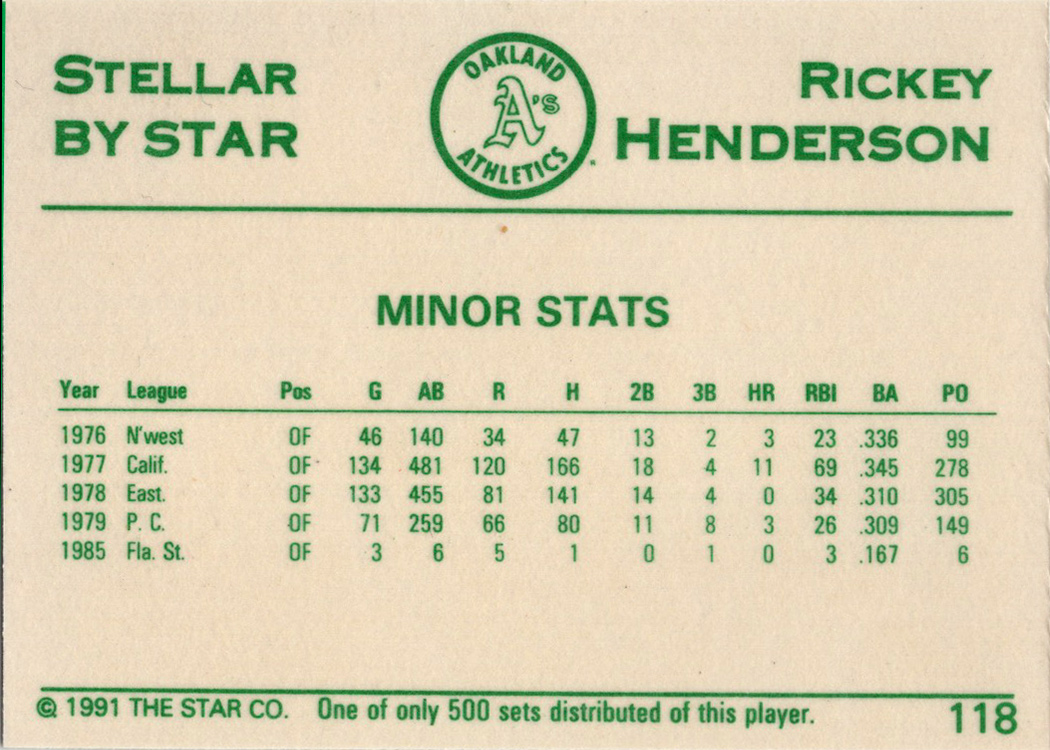 STELLAR
BY STAR
OAKLAND
A's
ATHLETICS
RICKEY
HENDERSON
MINOR STATS
Year League Pos G AB R H 2B 3B HR RBI BA PO
1976 N'west OF 46 140 34 47 13 2 3 23 .336 99
1977 Calif. OF 134 481 120 166 18 4 11 69 .345 278
1978 East. OF 133 455 81 141 14 4 0 34 .310 305
1979 P. C. OF 71 259 66 80 11 8 3 26 .309 149
1985 Fla. St. OF 3 6 5 1 0 1 0 3 .167 6
© 1991 THE STAR CO. One of only 500 sets distributed of this player. 118